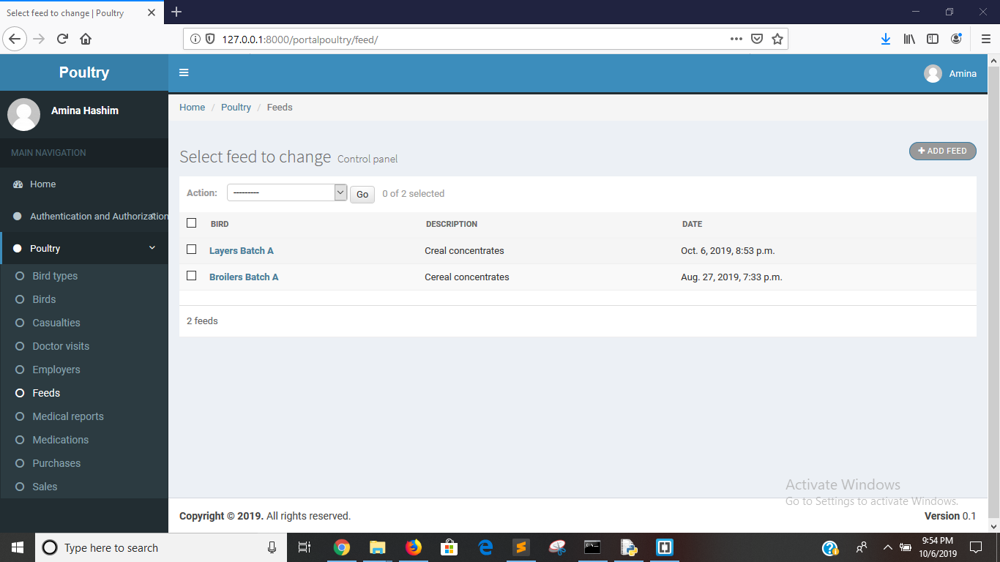 Select feed to change | Poultry
127.0.0.1:8000/portalpoultry/feed/
Poultry
Amina
Amina Hashim
Home / Poultry / Feeds
MAIN NAVIGATION
Home
Authentication and Authorization
Poultry
Bird types
Birds
Casualties
Doctor visits
Employers
Feeds
Medical reports
Medications
Purchases
Sales
Select feed to change Control panel
+ ADD FEED
Action: --------- Go 0 of 2 selected
BIRD DESCRIPTION DATE
Layers Batch A Creal concentrates Oct. 6, 2019, 8:53 p.m.
Broilers Batch A Cereal concentrates Aug. 27, 2019, 7:33 p.m.
2 feeds
Activate Windows
Go to Settings to activate Windows.
Copyright © 2019. All rights reserved. Version 0.1
Type here to search
9:54 PM
10/6/2019